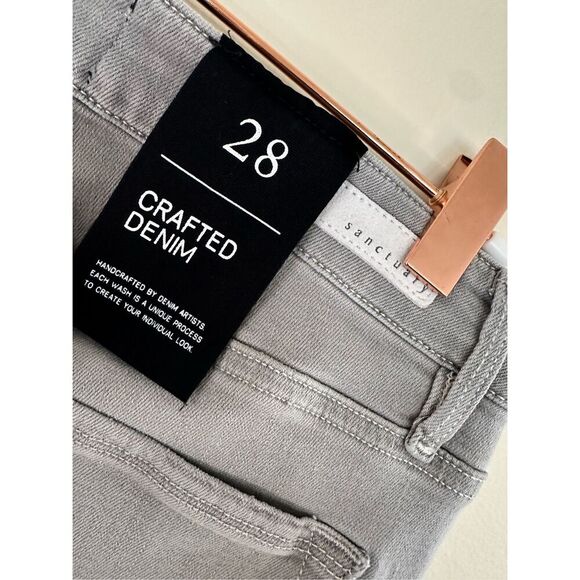 28
CRAFTED
DENIM
HANDCRAFTED BY DENIM ARTISTS.
EACH WASH IS A UNIQUE PROCESS
TO CREATE YOUR INDIVIDUAL LOOK.
sanctuary